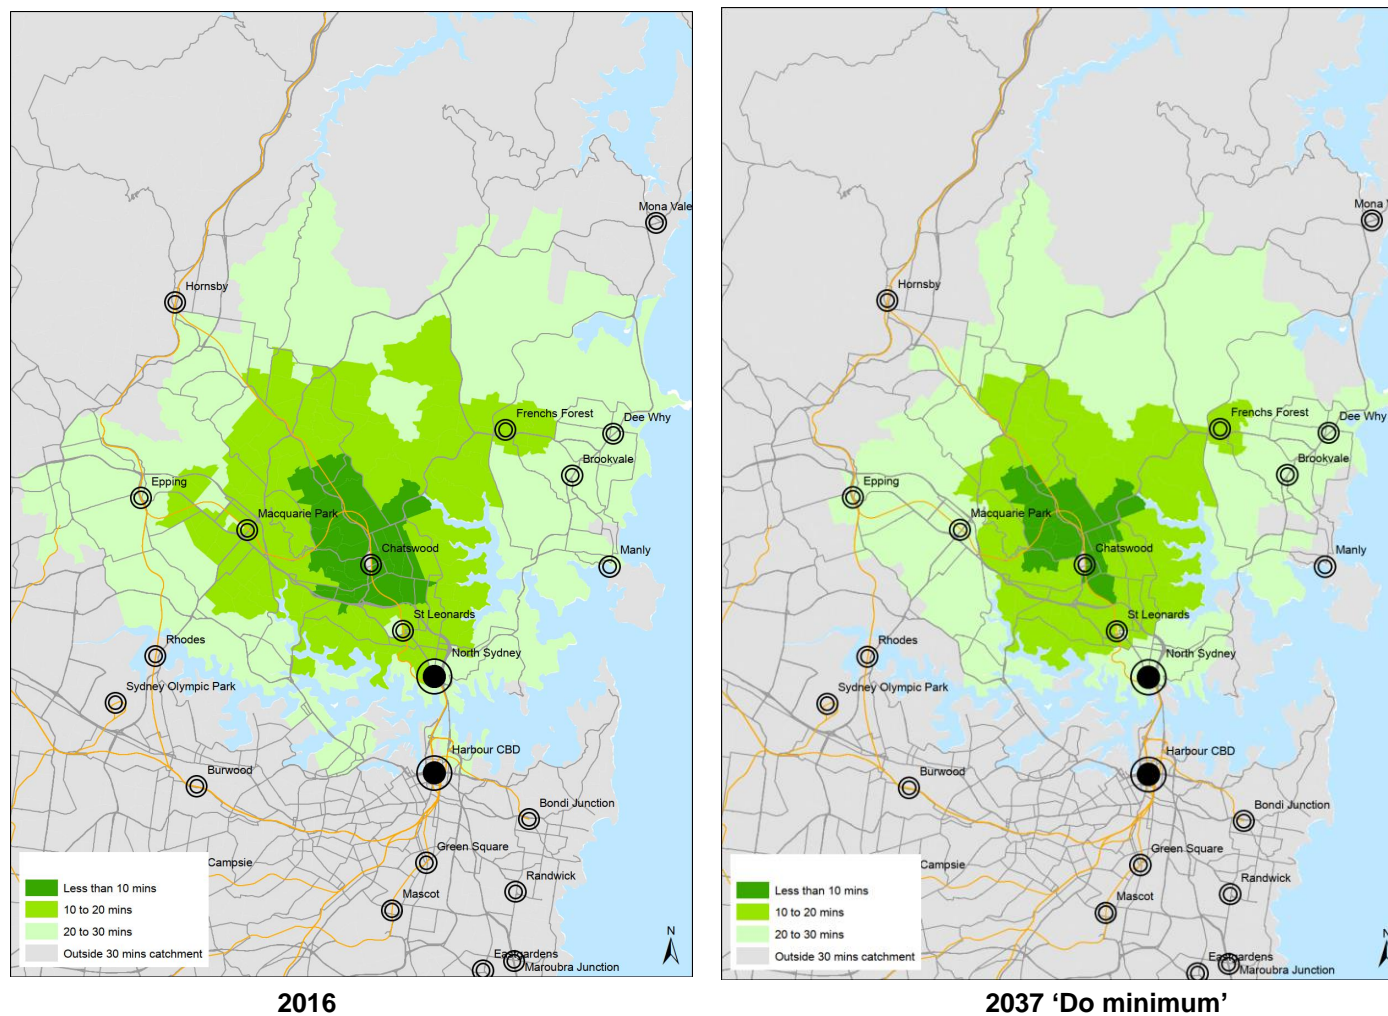 Mona Vale
Hornsby
Frenchs Forest
Dee Why
Brookvale
Epping
Macquarie Park
Chatswood
Manly
St Leonards
Rhodes
North Sydney
Sydney Olympic Park
Harbour CBD
Burwood
Bondi Junction
Green Square
Campsie
Randwick
Mascot
Eastgardens
Maroubra Junction
Less than 10 mins
10 to 20 mins
20 to 30 mins
Outside 30 mins catchment
N
2016
Mona V
Hornsby
Frenchs Forest
Dee Why
Brookvale
Epping
Macquarie Park
Chatswood
Manly
St Leonards
Rhodes
North Sydney
Sydney Olympic Park
Harbour CBD
Burwood
Bondi Junction
Green Square
Campsie
Randwick
Mascot
Eastgardens
Maroubra Junction
Less than 10 mins
10 to 20 mins
20 to 30 mins
Outside 30 mins catchment
N
2037 ‘Do minimum’